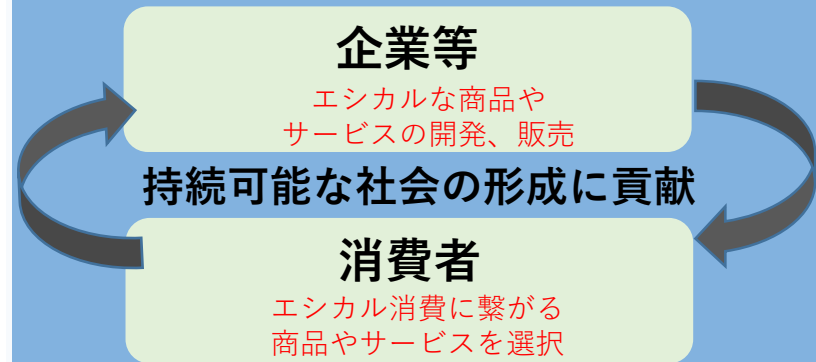 企業等
エシカルな商品や
サービスの開発、販売
持続可能な社会の形成に貢献
消費者
エシカル消費に繋がる
商品やサービスを選択